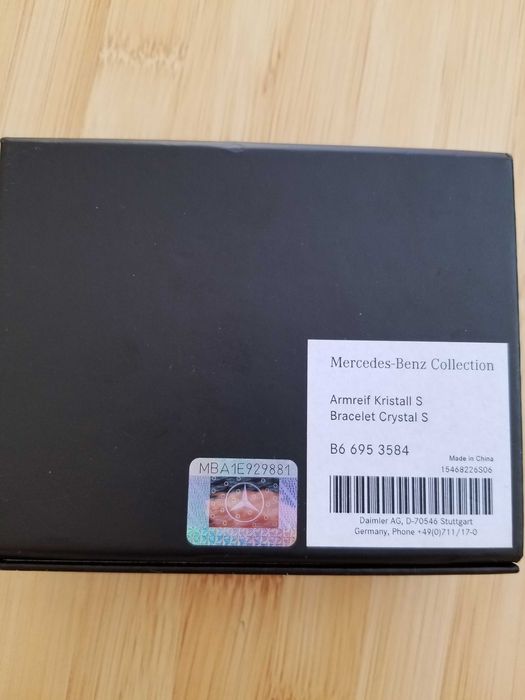 Mercedes-Benz Collection
Armreif Kristall S
Bracelet Crystal S
B6 695 3584
Made in China
15468226S06
Daimler AG, D-70546 Stuttgart
Germany, Phone +49(0)711/17-0
MBA1E929881